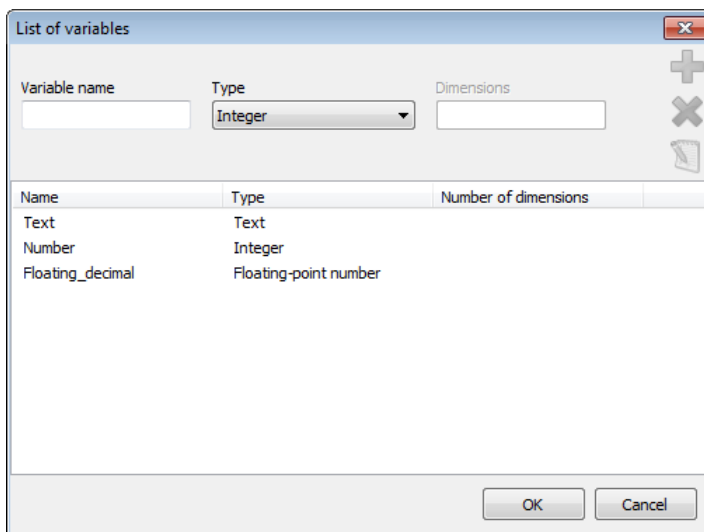 List of variables
Variable name Type Dimensions
Integer
Name Type Number of dimensions
Text Text
Number Integer
Floating_decimal Floating-point number
OK Cancel